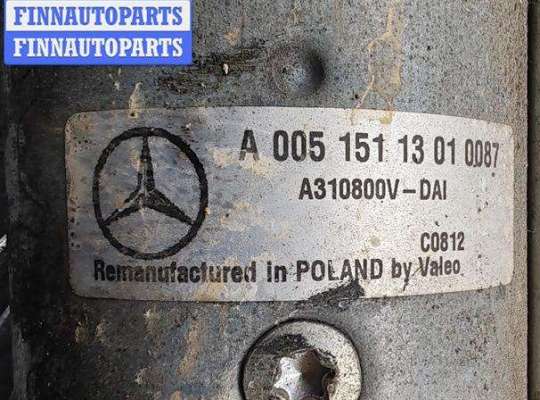 FINNAUTOPARTS
FINNAUTOPARTS
A 005 151 13 01 0087
A310800V-DAI
C0812
Remanufactured in POLAND by Valeo